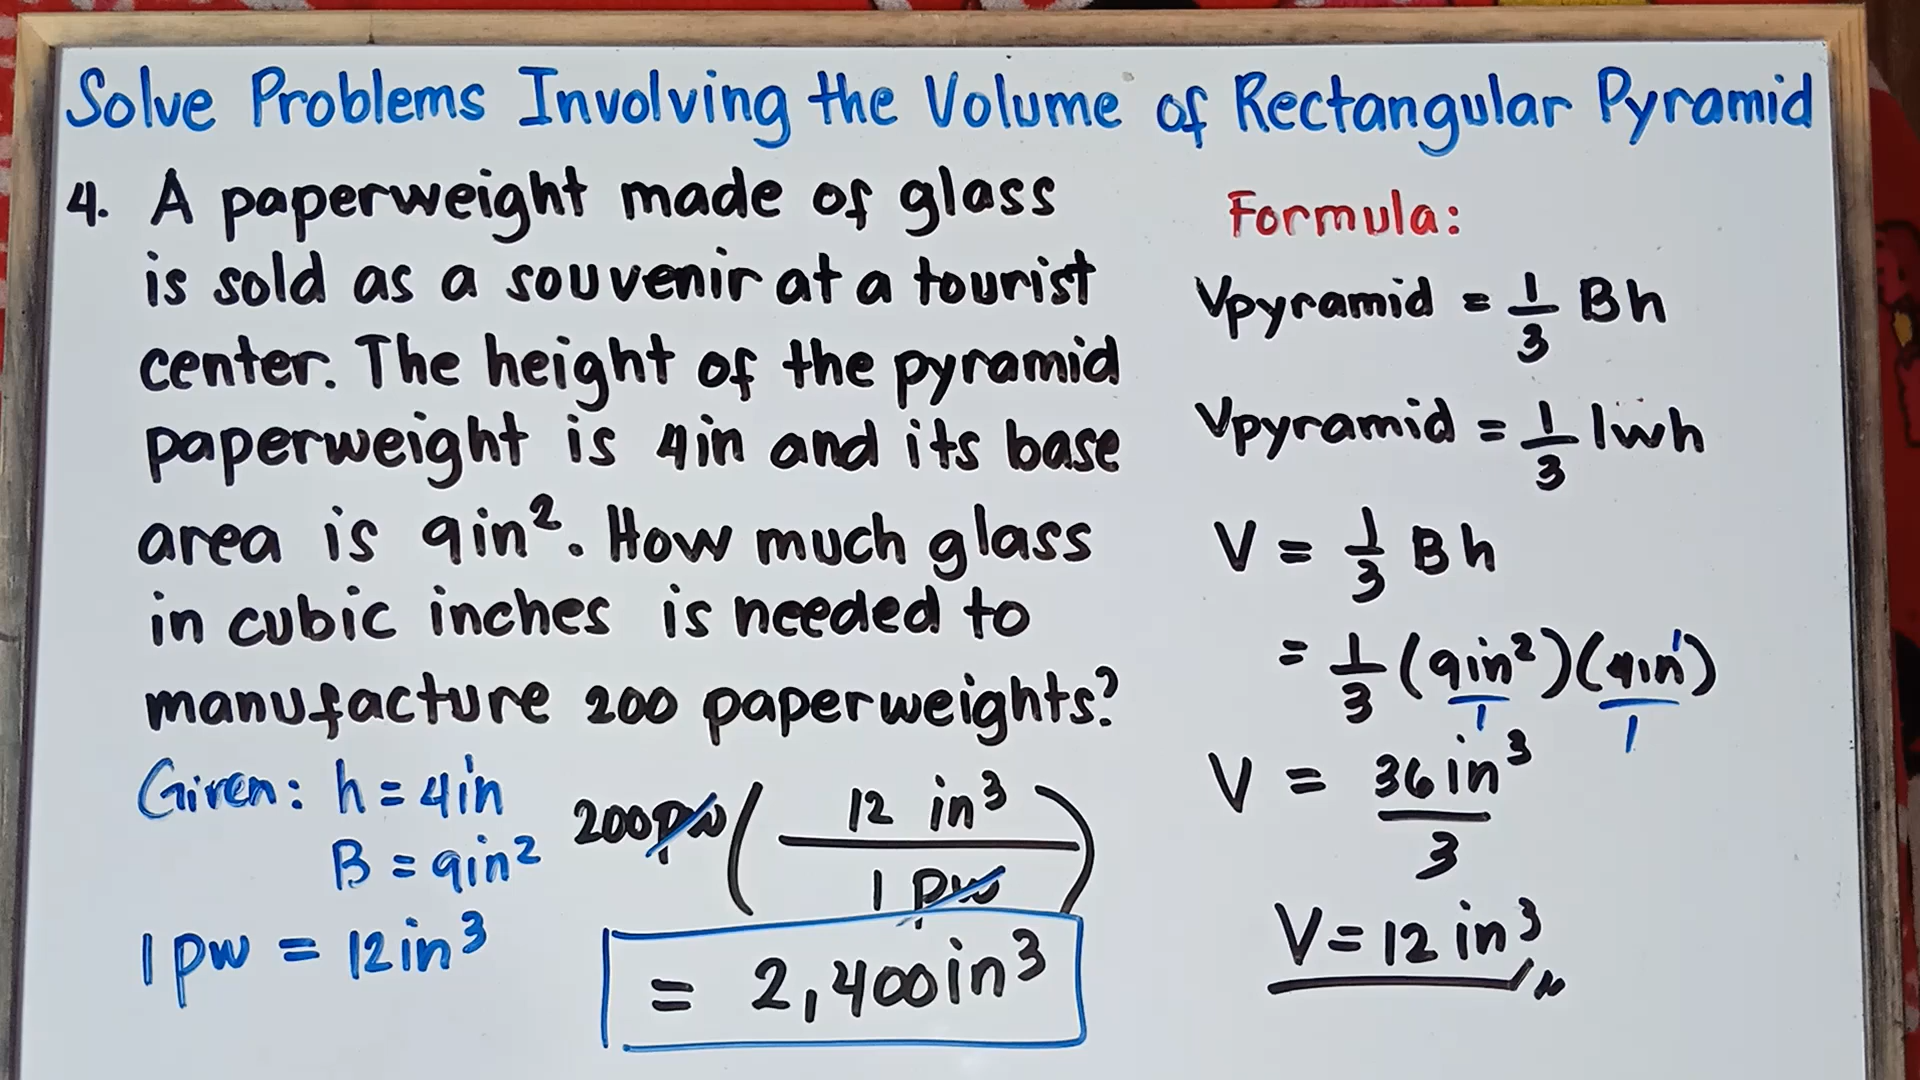 Solve Problems Involving the Volume of Rectangular Pyramid
4. A paperweight made of glass
is sold as a souvenir at a tourist
center. The height of the pyramid
paperweight is 4in and its base
area is 9in². How much glass
in cubic inches is needed to
manufacture 200 paperweights?
Given: h = 4in
B = 9in²
1 pw = 12in³
200pw ( 12 in³ / 1 pw )
= 2,400in³
Formula:
Vpyramid = 1/3 Bh
Vpyramid = 1/3 lwh
V = 1/3 Bh
= 1/3 (9in²/1)(4in¹/1)
V = 36in³/3
V = 12 in³